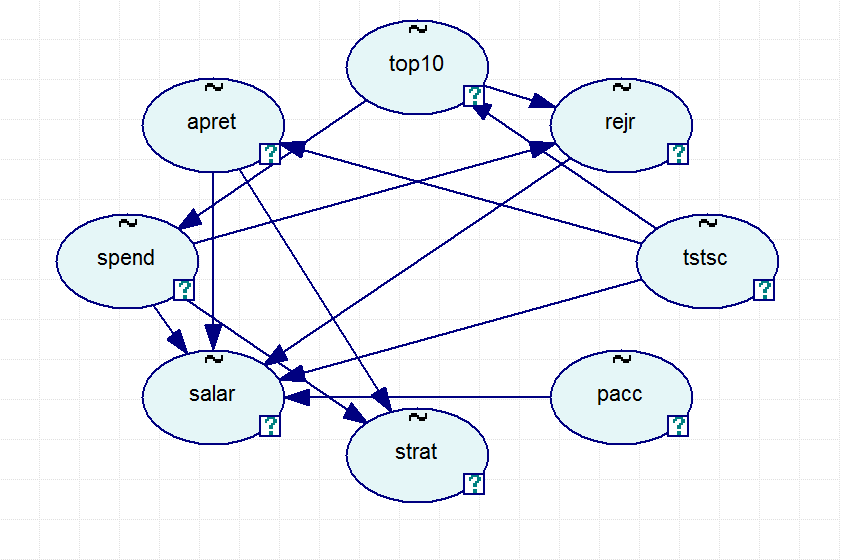 ~
top10
?
~
apret
?
~
rejr
?
~
spend
?
~
tstsc
?
~
salar
?
~
pacc
?
~
strat
?